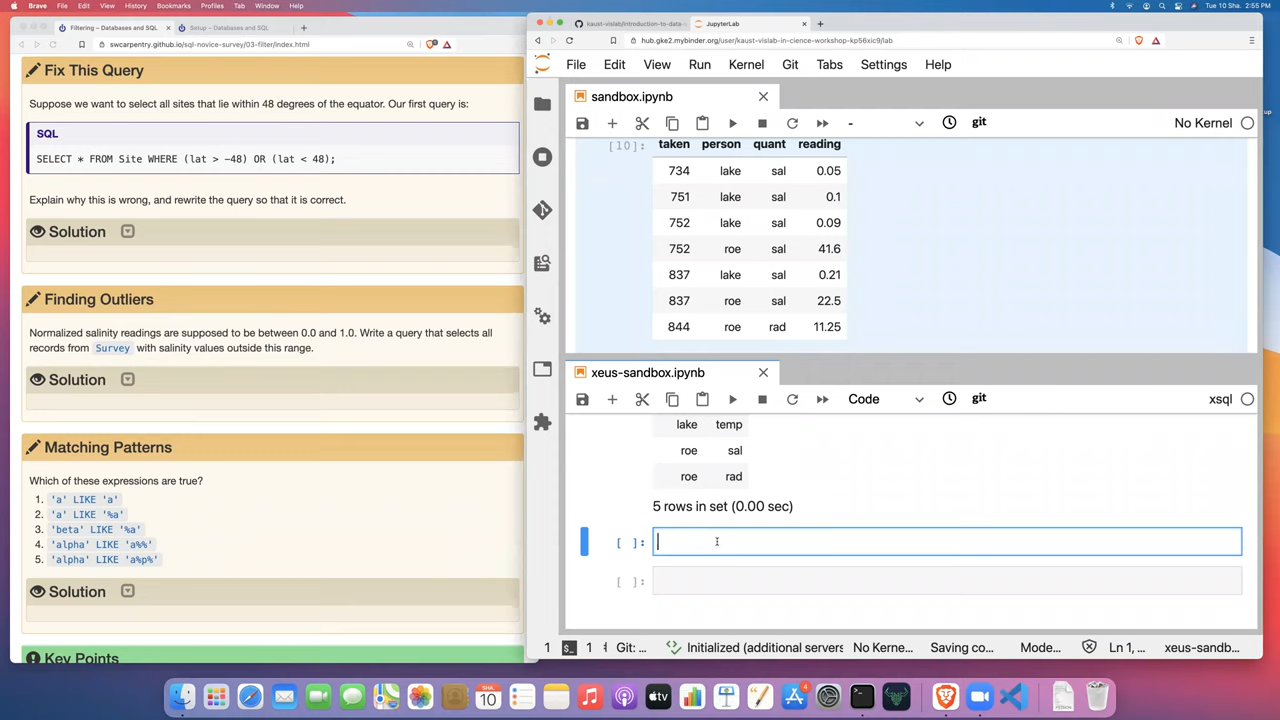 Brave File Edit View History Bookmarks Profiles Tab Window Help
Tue 10 Sha. 2:55 PM
Filtering – Databases and SQL
Setup – Databases and SQL
swcarpentry.github.io/sql-novice-survey/03-filter/index.html
Fix This Query
Suppose we want to select all sites that lie within 48 degrees of the equator. Our first query is:
SQL
SELECT * FROM Site WHERE (lat > -48) OR (lat < 48);
Explain why this is wrong, and rewrite the query so that it is correct.
Solution
Finding Outliers
Normalized salinity readings are supposed to be between 0.0 and 1.0. Write a query that selects all
records from Survey with salinity values outside this range.
Solution
Matching Patterns
Which of these expressions are true?
1. 'a' LIKE 'a'
2. 'a' LIKE '%a'
3. 'beta' LIKE '%a'
4. 'alpha' LIKE 'a%%'
5. 'alpha' LIKE 'a%p%'
Solution
Key Points
kaust-vislab/introduction-to-data-
JupyterLab
hub.gke2.mybinder.org/user/kaust-vislab-in-cience-workshop-kp56xic9/lab
File Edit View Run Kernel Git Tabs Settings Help
sandbox.ipynb
- git No Kernel
[10]: taken person quant reading
734 lake sal 0.05
751 lake sal 0.1
752 lake sal 0.09
752 roe sal 41.6
837 lake sal 0.21
837 roe sal 22.5
844 roe rad 11.25
xeus-sandbox.ipynb
Code git xsql
lake temp
roe sal
roe rad
5 rows in set (0.00 sec)
[ ]:
[ ]:
1 $_ 1 Git: ... Initialized (additional servers No Kerne... Saving co... Mode... Ln 1, ... xeus-sandb...
SHA.
10
4